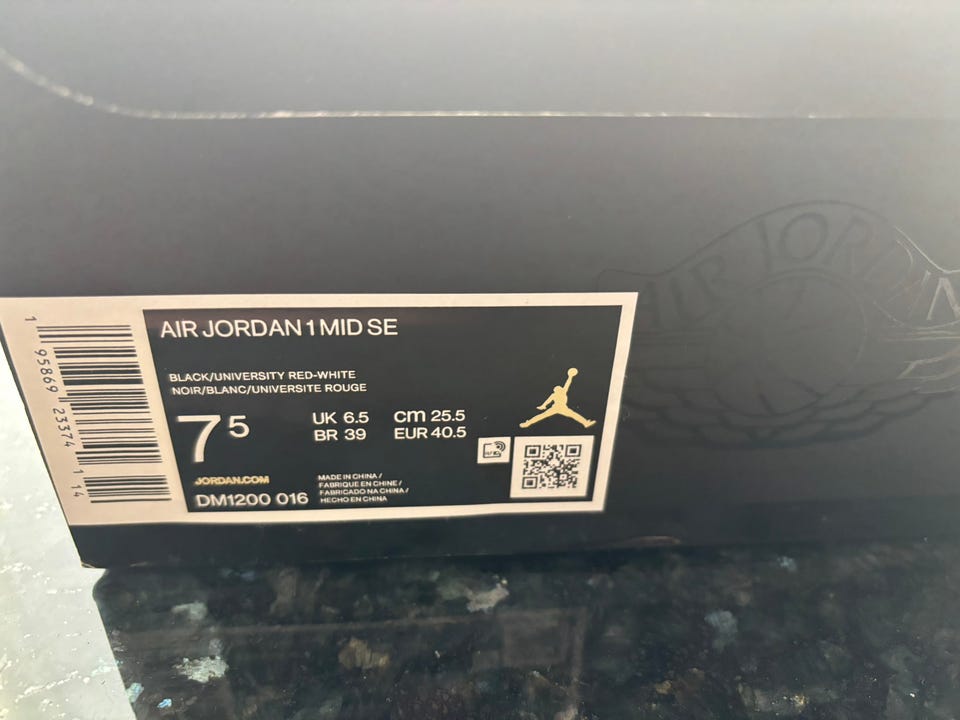 AIR JORDAN
AIR JORDAN 1 MID SE
BLACK/UNIVERSITY RED-WHITE
NOIR/BLANC/UNIVERSITE ROUGE
7 5
UK 6.5 cm 25.5
BR 39 EUR 40.5
JORDAN.COM
DM1200 016
MADE IN CHINA /
FABRIQUE EN CHINE /
FABRICADO NA CHINA /
HECHO EN CHINA
1 95869 23374 1 14